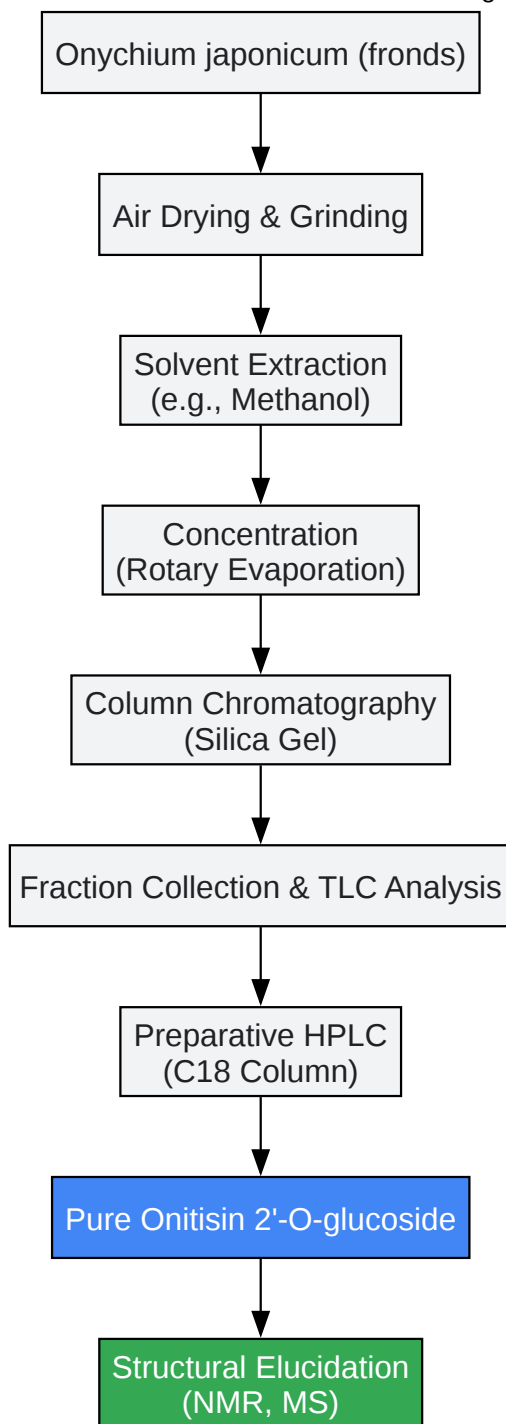 Onychium japonicum (fronds)
Air Drying & Grinding
Solvent Extraction
(e.g., Methanol)
Concentration
(Rotary Evaporation)
Column Chromatography
(Silica Gel)
Fraction Collection & TLC Analysis
Preparative HPLC
(C18 Column)
Pure Onitisin 2'-O-glucoside
Structural Elucidation
(NMR, MS)